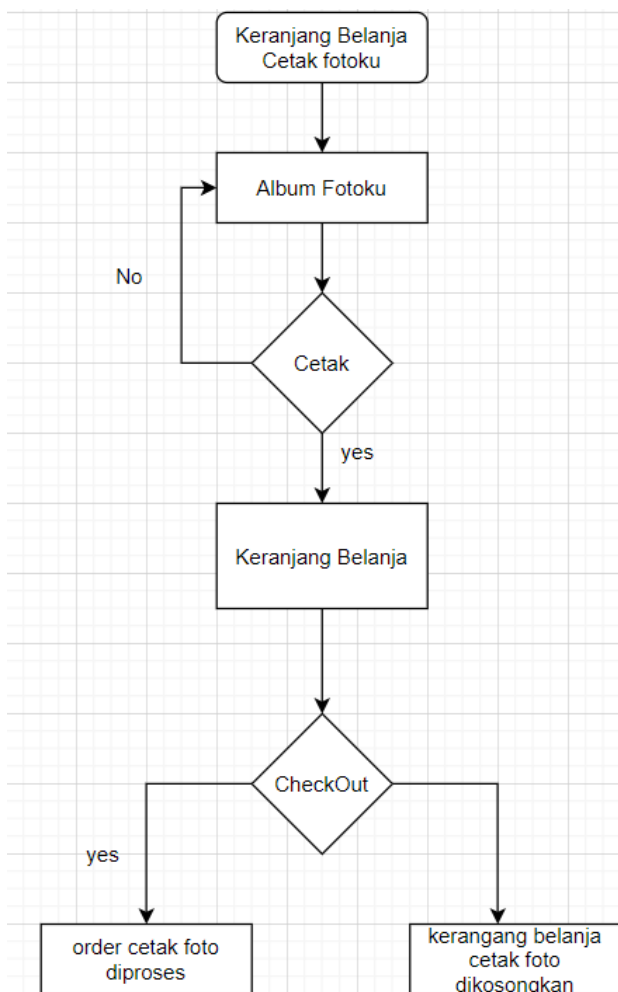 Keranjang Belanja
Cetak fotoku
Album Fotoku
No
Cetak
yes
Keranjang Belanja
CheckOut
yes
order cetak foto
diproses
kerangang belanja
cetak foto
dikosongkan